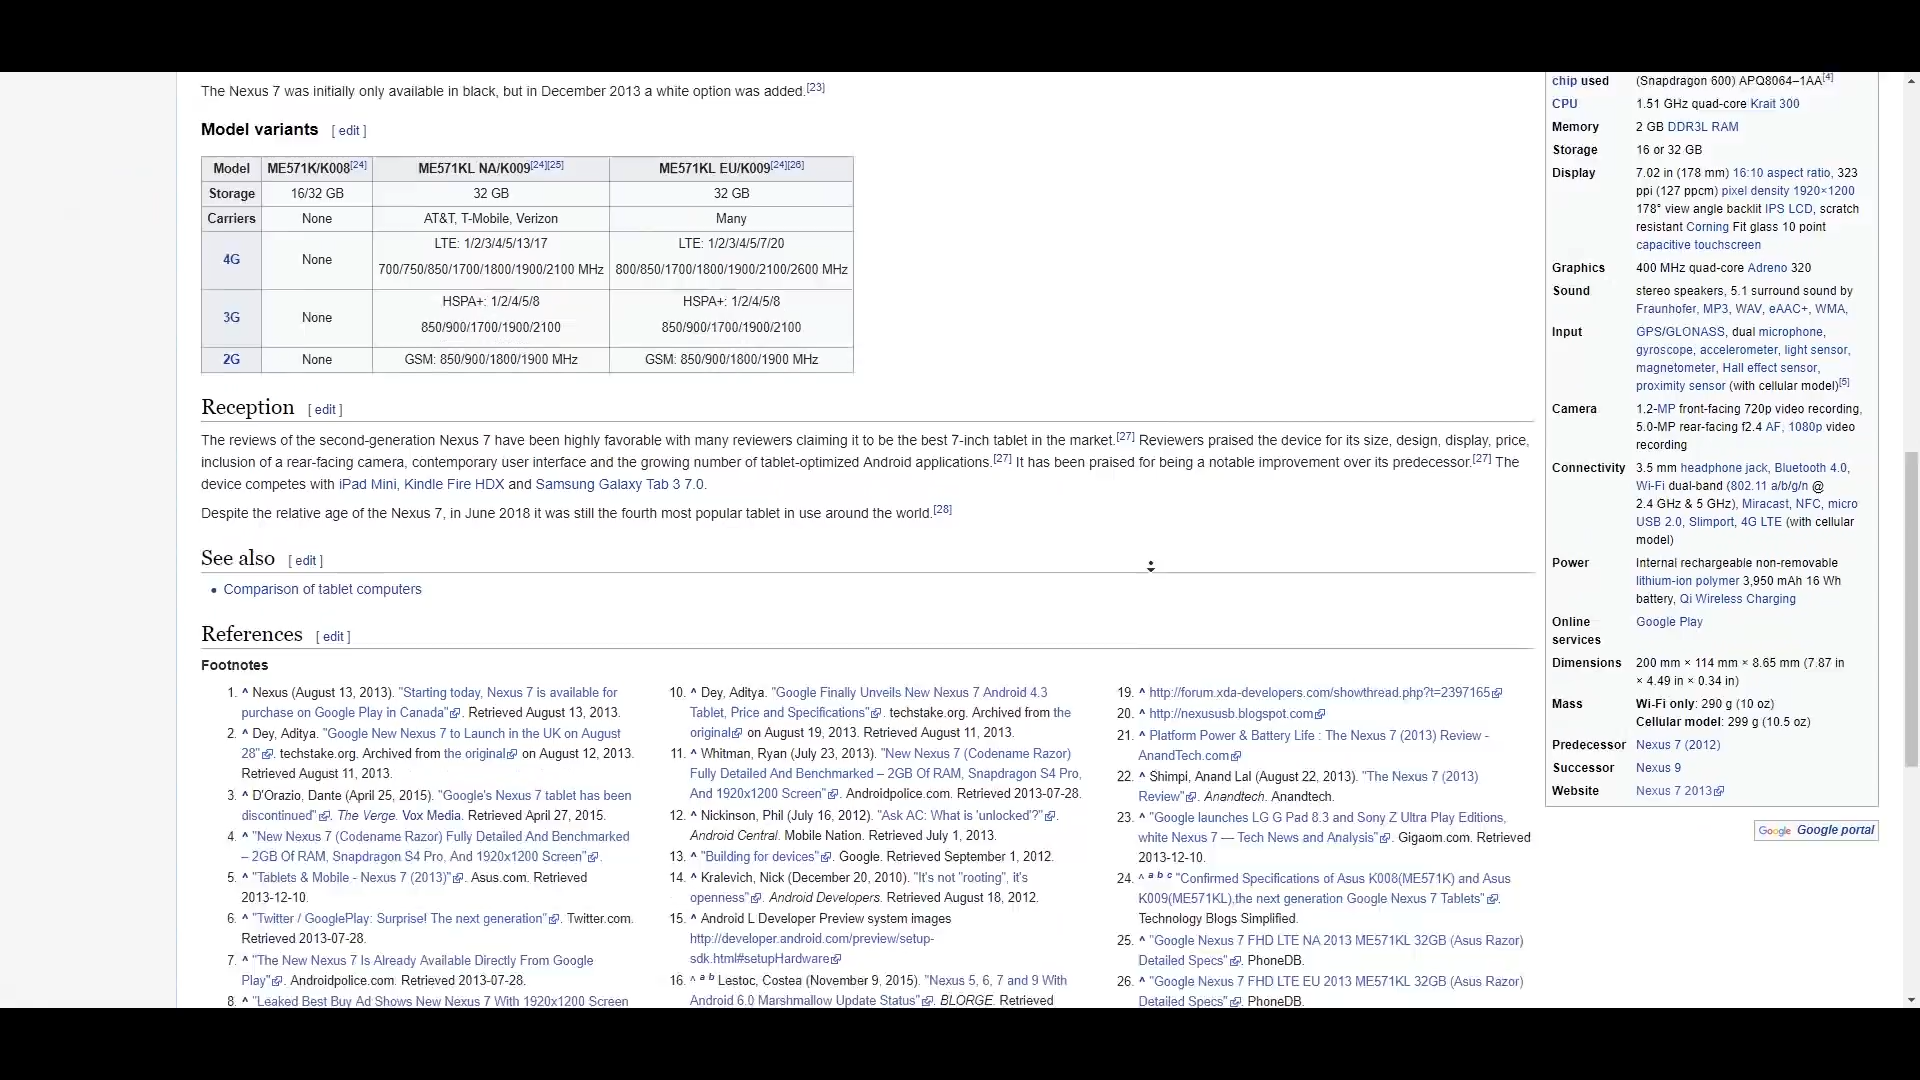 The Nexus 7 was initially only available in black, but in December 2013 a white option was added.[23]
Model variants [ edit ]
Model ME571K/K008[24] ME571KL NA/K009[24][25] ME571KL EU/K009[24][26]
Storage 16/32 GB 32 GB 32 GB
Carriers None AT&T, T-Mobile, Verizon Many
4G None LTE: 1/2/3/4/5/13/17 LTE: 1/2/3/4/5/7/20
700/750/850/1700/1800/1900/2100 MHz 800/850/1700/1800/1900/2100/2600 MHz
3G None HSPA+: 1/2/4/5/8 HSPA+: 1/2/4/5/8
850/900/1700/1900/2100 850/900/1700/1900/2100
2G None GSM: 850/900/1800/1900 MHz GSM: 850/900/1800/1900 MHz
Reception [ edit ]
The reviews of the second-generation Nexus 7 have been highly favorable with many reviewers claiming it to be the best 7-inch tablet in the market.[27] Reviewers praised the device for its size, design, display, price,
inclusion of a rear-facing camera, contemporary user interface and the growing number of tablet-optimized Android applications.[27] It has been praised for being a notable improvement over its predecessor.[27] The
device competes with iPad Mini, Kindle Fire HDX and Samsung Galaxy Tab 3 7.0.
Despite the relative age of the Nexus 7, in June 2018 it was still the fourth most popular tablet in use around the world.[28]
See also [ edit ]
• Comparison of tablet computers
References [ edit ]
Footnotes
1. ^ Nexus (August 13, 2013). "Starting today, Nexus 7 is available for
purchase on Google Play in Canada". Retrieved August 13, 2013.
2. ^ Dey, Aditya. "Google New Nexus 7 to Launch in the UK on August
28". techstake.org. Archived from the original on August 12, 2013.
Retrieved August 11, 2013.
3. ^ D'Orazio, Dante (April 25, 2015). "Google's Nexus 7 tablet has been
discontinued". The Verge. Vox Media. Retrieved April 27, 2015.
4. ^ "New Nexus 7 (Codename Razor) Fully Detailed And Benchmarked
– 2GB Of RAM, Snapdragon S4 Pro, And 1920x1200 Screen".
5. ^ "Tablets & Mobile - Nexus 7 (2013)". Asus.com. Retrieved
2013-12-10.
6. ^ "Twitter / GooglePlay: Surprise! The next generation". Twitter.com.
Retrieved 2013-07-28.
7. ^ "The New Nexus 7 Is Already Available Directly From Google
Play". Androidpolice.com. Retrieved 2013-07-28.
8. ^ "Leaked Best Buy Ad Shows New Nexus 7 With 1920x1200 Screen
10. ^ Dey, Aditya. "Google Finally Unveils New Nexus 7 Android 4.3
Tablet, Price and Specifications". techstake.org. Archived from the
original on August 19, 2013. Retrieved August 11, 2013.
11. ^ Whitman, Ryan (July 23, 2013). "New Nexus 7 (Codename Razor)
Fully Detailed And Benchmarked – 2GB Of RAM, Snapdragon S4 Pro,
And 1920x1200 Screen". Androidpolice.com. Retrieved 2013-07-28.
12. ^ Nickinson, Phil (July 16, 2012). "Ask AC: What is 'unlocked'?".
Android Central. Mobile Nation. Retrieved July 1, 2013.
13. ^ "Building for devices". Google. Retrieved September 1, 2012.
14. ^ Kralevich, Nick (December 20, 2010). "It's not "rooting", it's
openness". Android Developers. Retrieved August 18, 2012.
15. ^ Android L Developer Preview system images
http://developer.android.com/preview/setup-
sdk.html#setupHardware
16. ^ a b Lestoc, Costea (November 9, 2015). "Nexus 5, 6, 7 and 9 With
Android 6.0 Marshmallow Update Status". BLORGE. Retrieved
19. ^ http://forum.xda-developers.com/showthread.php?t=2397165
20. ^ http://nexususb.blogspot.com
21. ^ Platform Power & Battery Life : The Nexus 7 (2013) Review -
AnandTech.com
22. ^ Shimpi, Anand Lal (August 22, 2013). "The Nexus 7 (2013)
Review". Anandtech. Anandtech.
23. ^ "Google launches LG G Pad 8.3 and Sony Z Ultra Play Editions,
white Nexus 7 — Tech News and Analysis". Gigaom.com. Retrieved
2013-12-10.
24. ^ a b c "Confirmed Specifications of Asus K008(ME571K) and Asus
K009(ME571KL),the next generation Google Nexus 7 Tablets".
Technology Blogs Simplified.
25. ^ "Google Nexus 7 FHD LTE NA 2013 ME571KL 32GB (Asus Razor)
Detailed Specs". PhoneDB.
26. ^ "Google Nexus 7 FHD LTE EU 2013 ME571KL 32GB (Asus Razor)
Detailed Specs". PhoneDB.
chip used (Snapdragon 600) APQ8064–1AA[4]
CPU 1.51 GHz quad-core Krait 300
Memory 2 GB DDR3L RAM
Storage 16 or 32 GB
Display 7.02 in (178 mm) 16:10 aspect ratio, 323
ppi (127 ppcm) pixel density 1920×1200
178° view angle backlit IPS LCD, scratch
resistant Corning Fit glass 10 point
capacitive touchscreen
Graphics 400 MHz quad-core Adreno 320
Sound stereo speakers, 5.1 surround sound by
Fraunhofer, MP3, WAV, eAAC+, WMA,
Input GPS/GLONASS, dual microphone,
gyroscope, accelerometer, light sensor,
magnetometer, Hall effect sensor,
proximity sensor (with cellular model)[5]
Camera 1.2-MP front-facing 720p video recording,
5.0-MP rear-facing f2.4 AF, 1080p video
recording
Connectivity 3.5 mm headphone jack, Bluetooth 4.0,
Wi-Fi dual-band (802.11 a/b/g/n @
2.4 GHz & 5 GHz), Miracast, NFC, micro
USB 2.0, Slimport, 4G LTE (with cellular
model)
Power Internal rechargeable non-removable
lithium-ion polymer 3,950 mAh 16 Wh
battery, Qi Wireless Charging
Online Google Play
services
Dimensions 200 mm × 114 mm × 8.65 mm (7.87 in
× 4.49 in × 0.34 in)
Mass Wi-Fi only: 290 g (10 oz)
Cellular model: 299 g (10.5 oz)
Predecessor Nexus 7 (2012)
Successor Nexus 9
Website Nexus 7 2013
Google Google portal